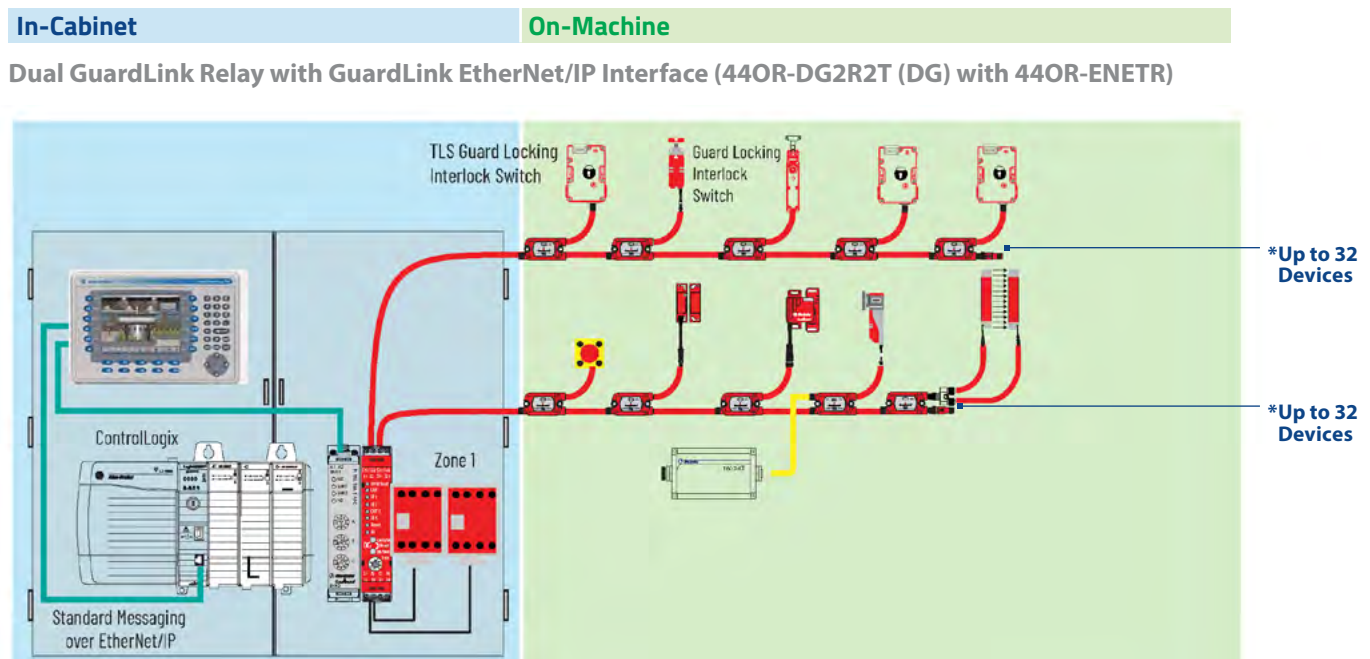 In-Cabinet
On-Machine
Dual GuardLink Relay with GuardLink EtherNet/IP Interface (44OR-DG2R2T (DG) with 44OR-ENETR)
TLS Guard Locking
Interlock Switch
Guard Locking
Interlock
Switch
*Up to 32
Devices
*Up to 32
Devices
ControlLogix
Zone 1
Standard Messaging
over EtherNet/IP